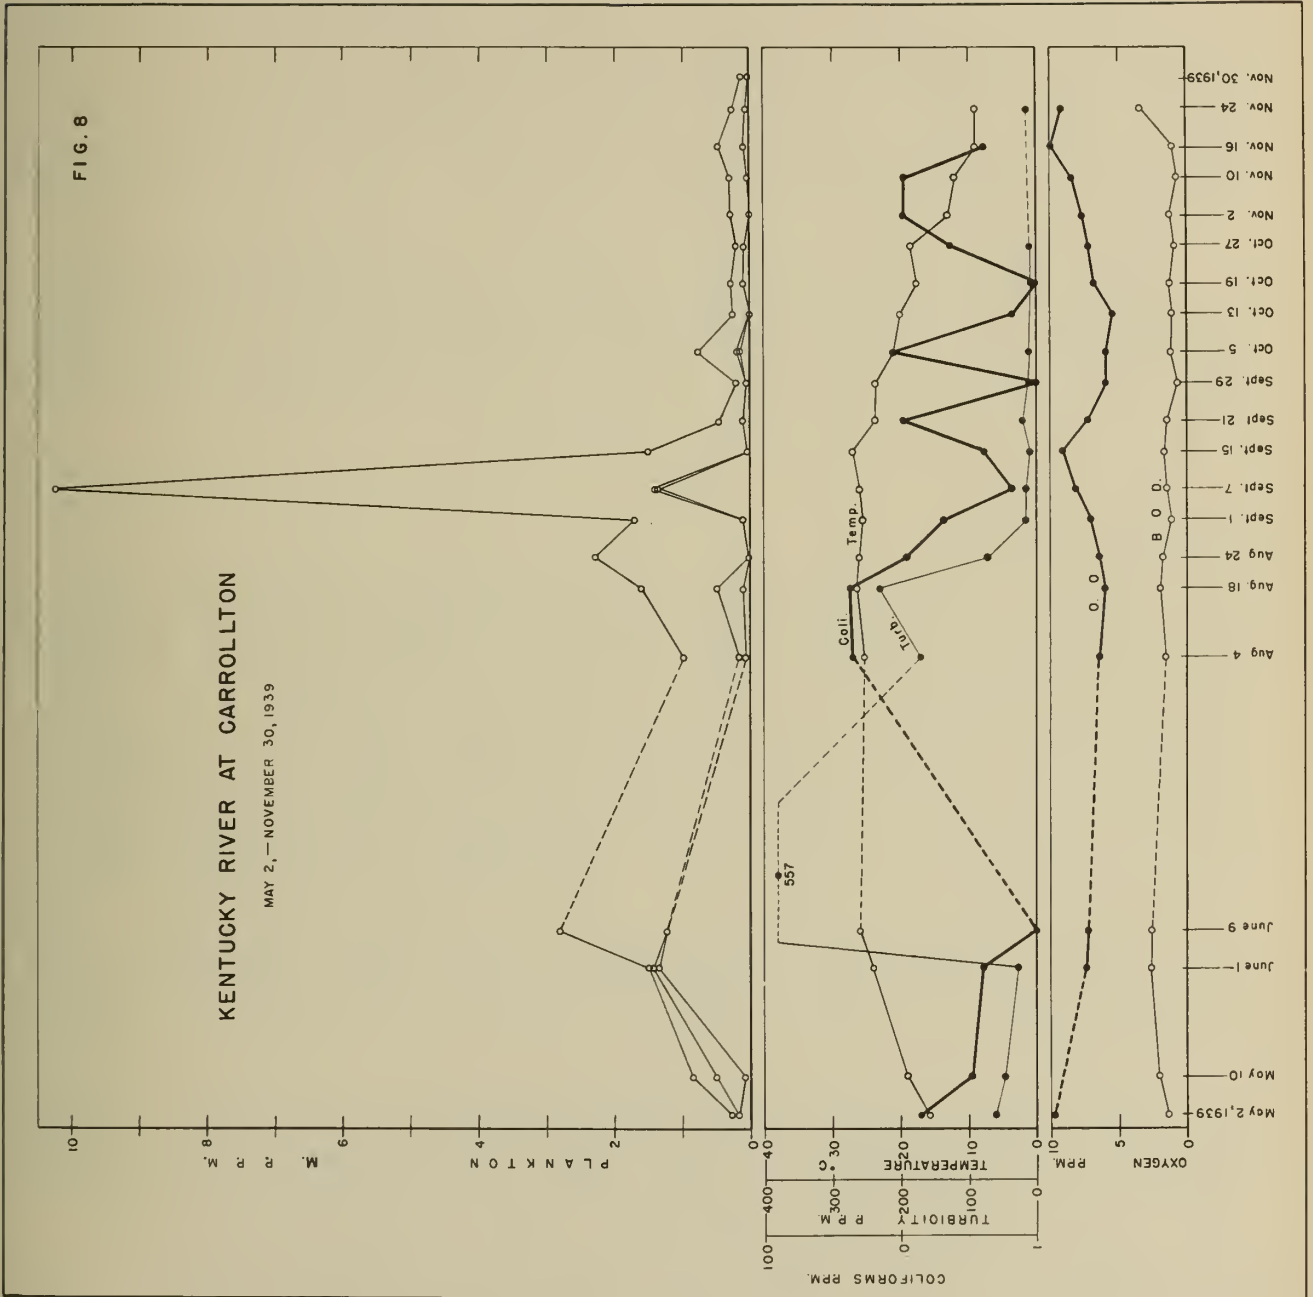 FIG. 8
KENTUCKY RIVER AT CARROLLTON
MAY 2,—NOVEMBER 30, 1939
PLANKTON P. P. M.
10
8
6
4
2
0
COLIFORMS PPM.
100
10
1
TURBIDITY P.P.M.
400
300
200
100
0
TEMPERATURE °C
40
30
20
10
0
Coli.
Temp.
Turb.
557
OXYGEN PPM.
10
5
0
D. O.
B O D.
May 2, 1939
May 10
June 1
June 9
Aug 4
Aug. 18
Aug 24
Sept. 1
Sept. 7
Sept. 15
Sept 21
Sept. 29
Oct. 5
Oct. 13
Oct. 19
Oct. 27
Nov. 2
Nov. 10
Nov. 16
Nov. 24
Nov. 30, 1939